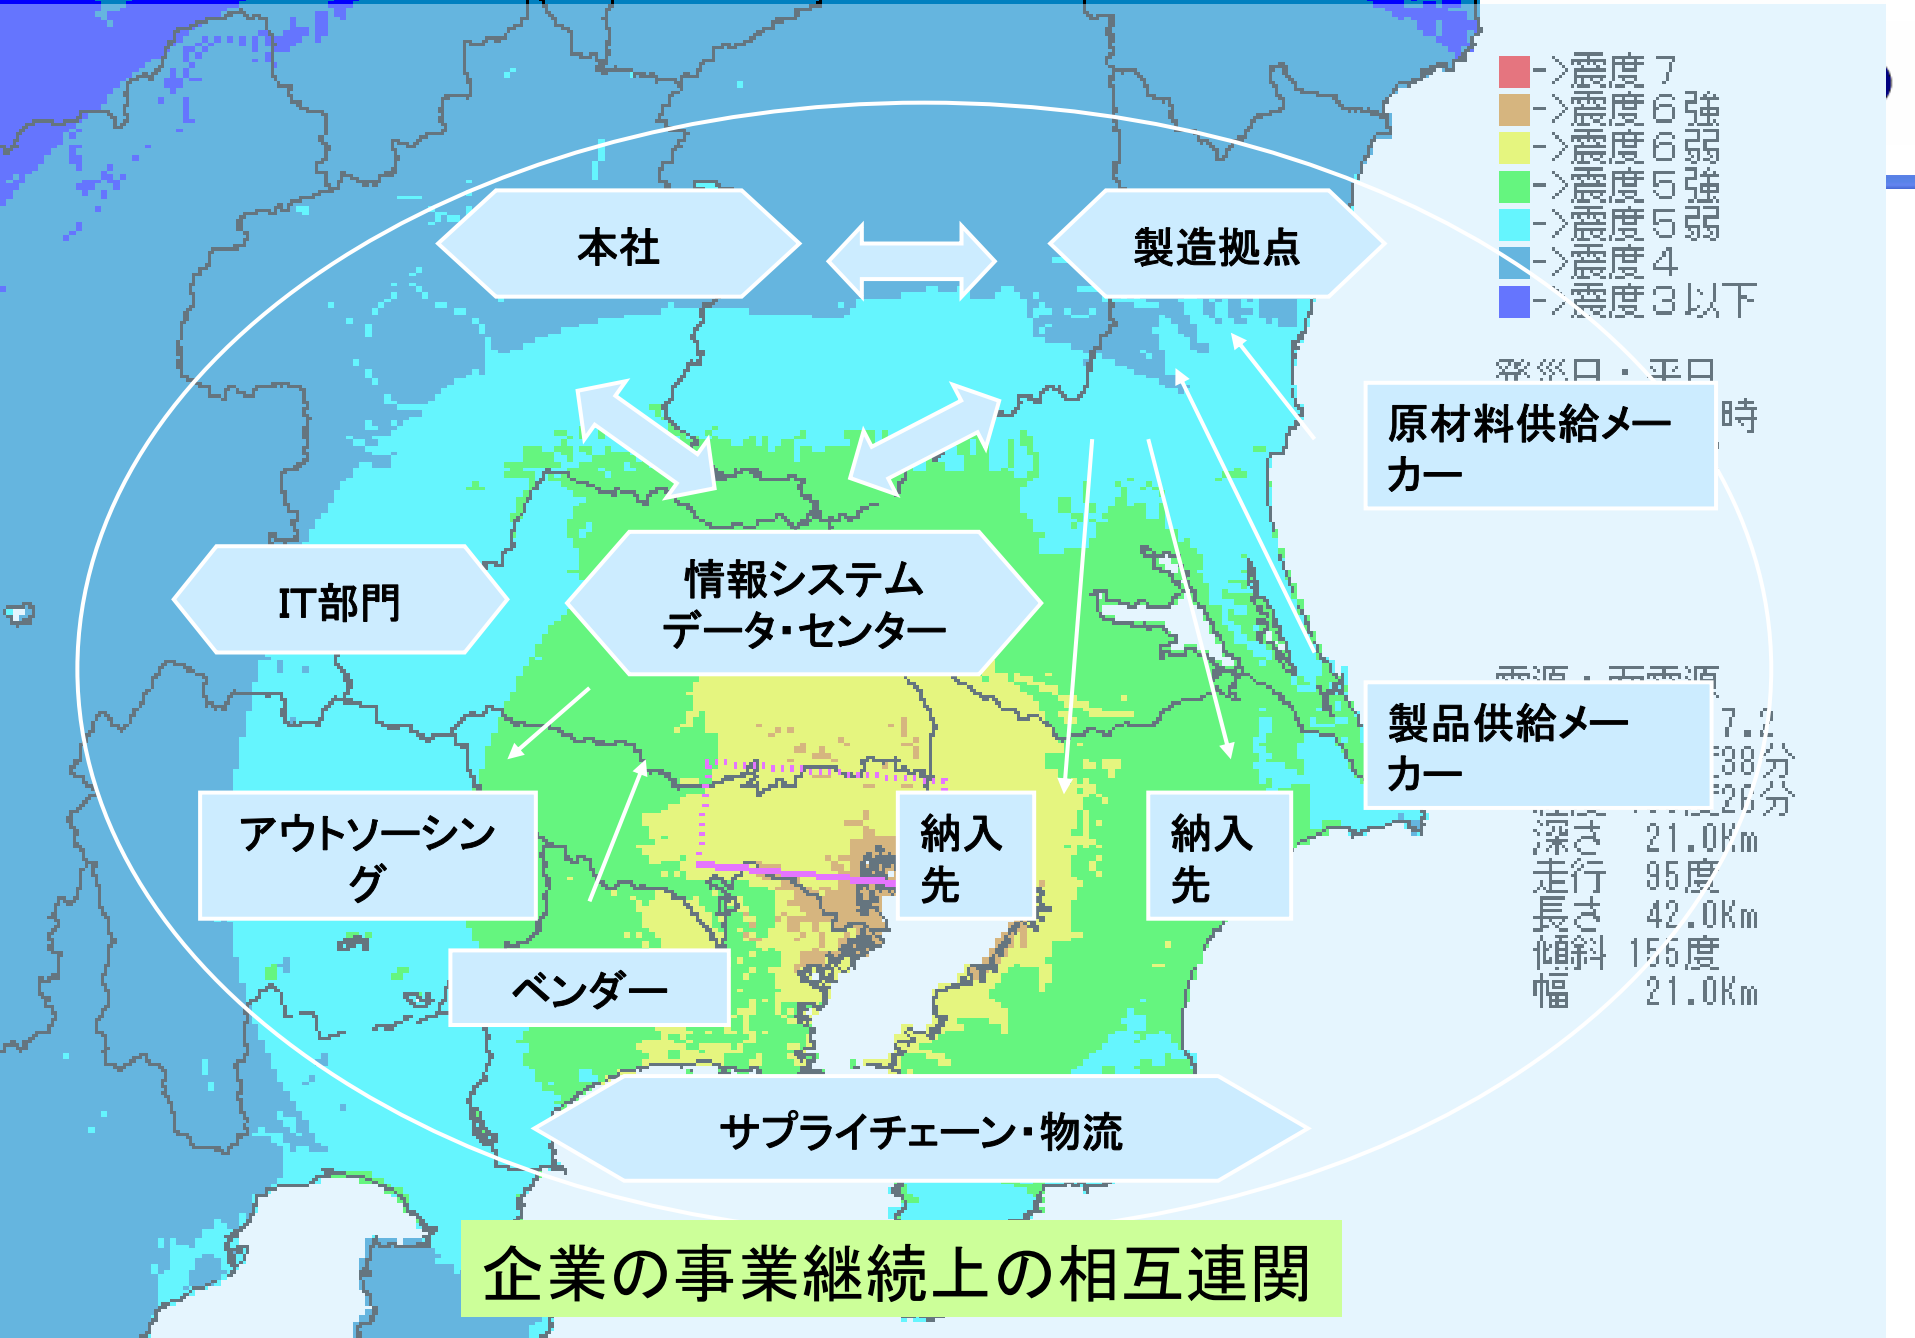 ->震度７
->震度６強
->震度６弱
->震度５強
->震度５弱
->震度４
->震度３以下
本社
製造拠点
発災日・平日
時
原材料供給メー
カー
IT部門
情報システム
データ・センター
製品供給メー
カー
7.2
38分
26分
深さ 21.0Km
走行 95度
長さ 42.0Km
傾斜 156度
幅 21.0Km
アウトソーシン
グ
納入
先
納入
先
ベンダー
サプライチェーン・物流
企業の事業継続上の相互連関